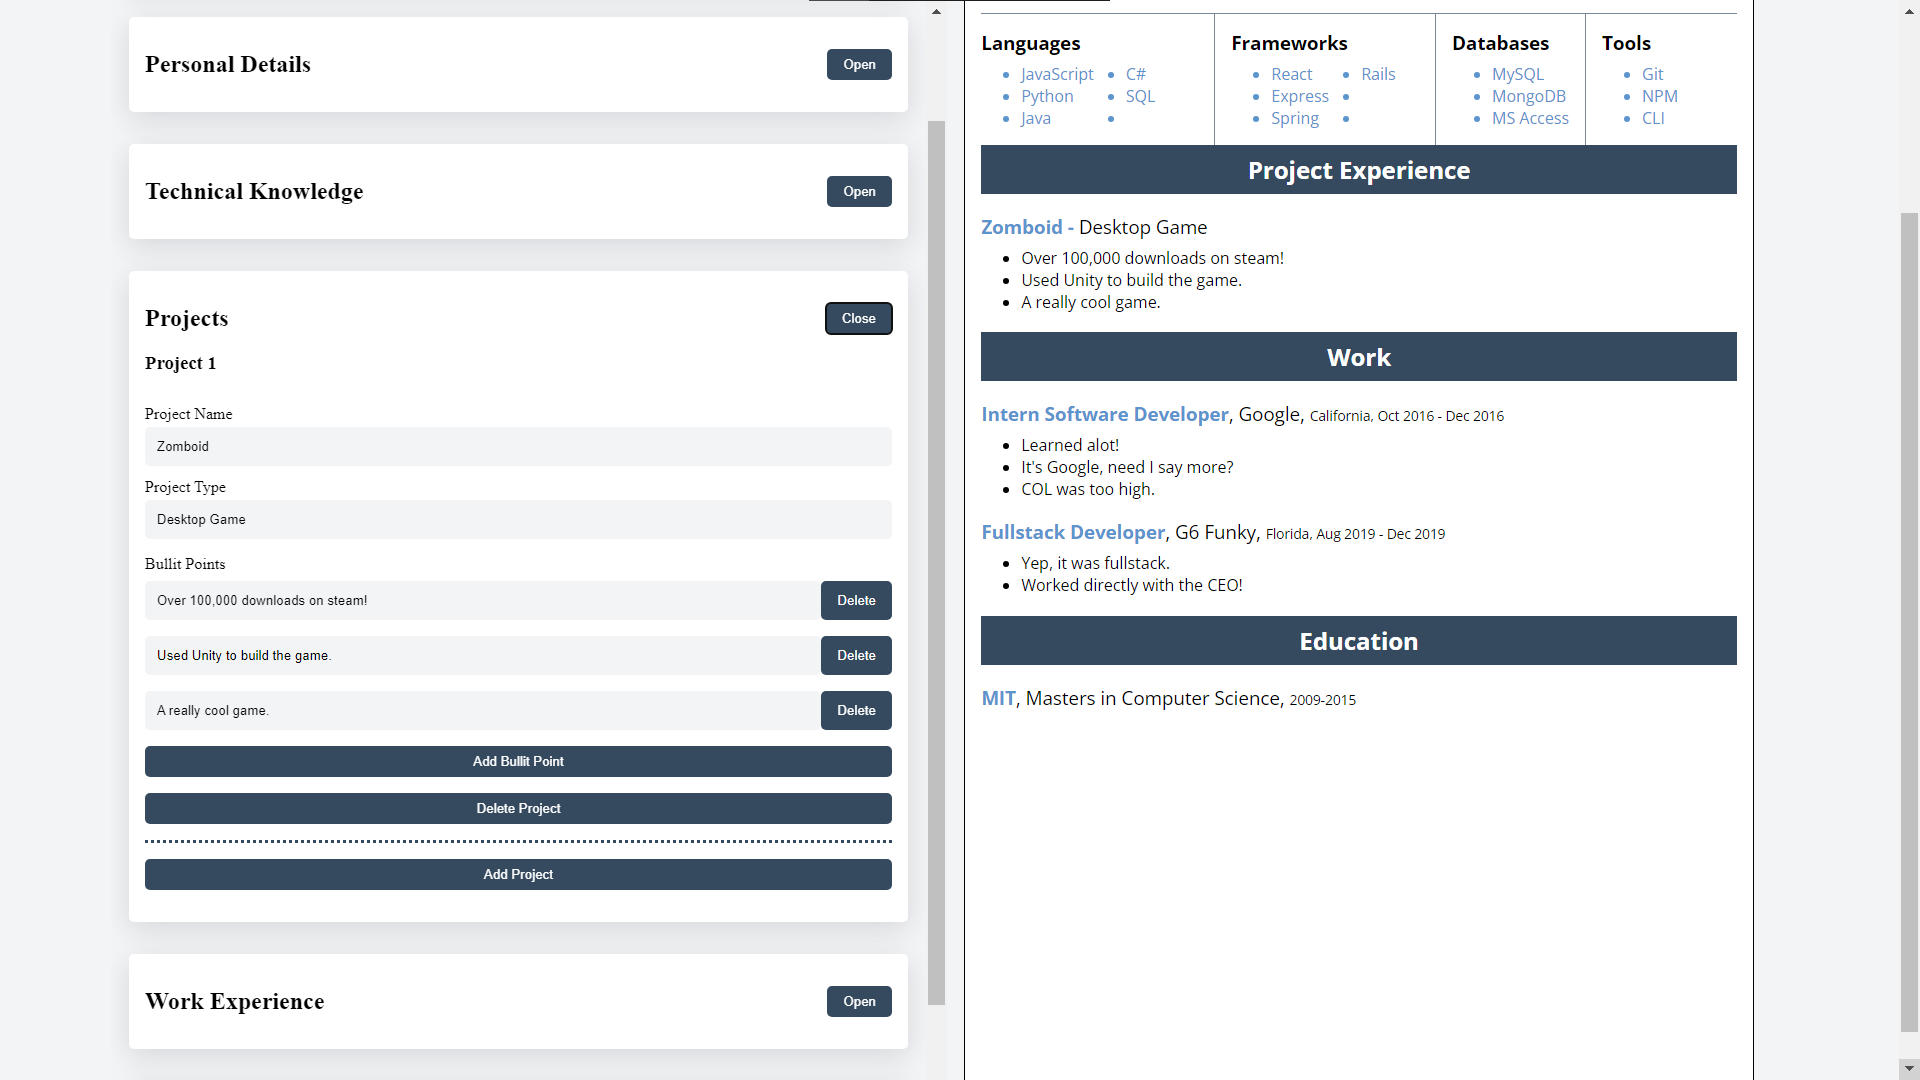 Personal Details
Open
Technical Knowledge
Open
Projects
Close
Project 1
Project Name
Zomboid
Project Type
Desktop Game
Bullit Points
Over 100,000 downloads on steam!
Delete
Used Unity to build the game.
Delete
A really cool game.
Delete
Add Bullit Point
Delete Project
Add Project
Work Experience
Open
Languages
JavaScript
Python
Java
C#
SQL
Frameworks
React
Express
Spring
Rails
Databases
MySQL
MongoDB
MS Access
Tools
Git
NPM
CLI
Project Experience
Zomboid - Desktop Game
Over 100,000 downloads on steam!
Used Unity to build the game.
A really cool game.
Work
Intern Software Developer, Google, California, Oct 2016 - Dec 2016
Learned alot!
It's Google, need I say more?
COL was too high.
Fullstack Developer, G6 Funky, Florida, Aug 2019 - Dec 2019
Yep, it was fullstack.
Worked directly with the CEO!
Education
MIT, Masters in Computer Science, 2009-2015